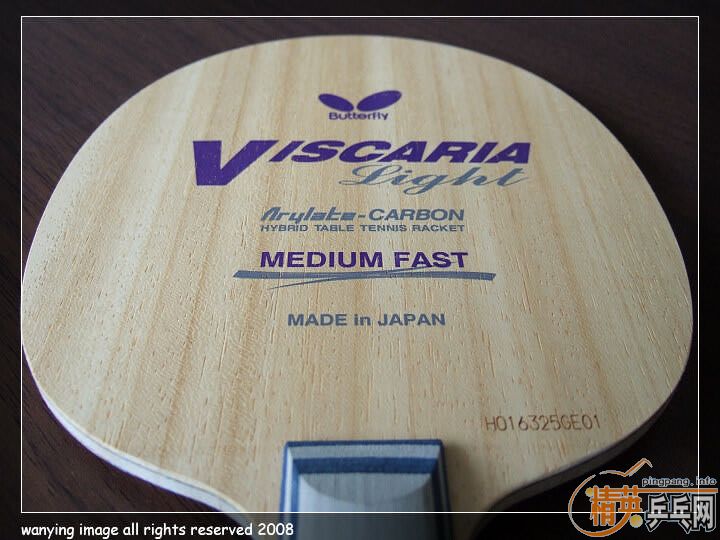 Butterfly
VISCARIA
Light
Arylate-CARBON
HYBRID TABLE TENNIS RACKET
MEDIUM FAST
MADE in JAPAN
H016325GE01
pingpang.info
精英乒乓网
wanying image all rights reserved 2008